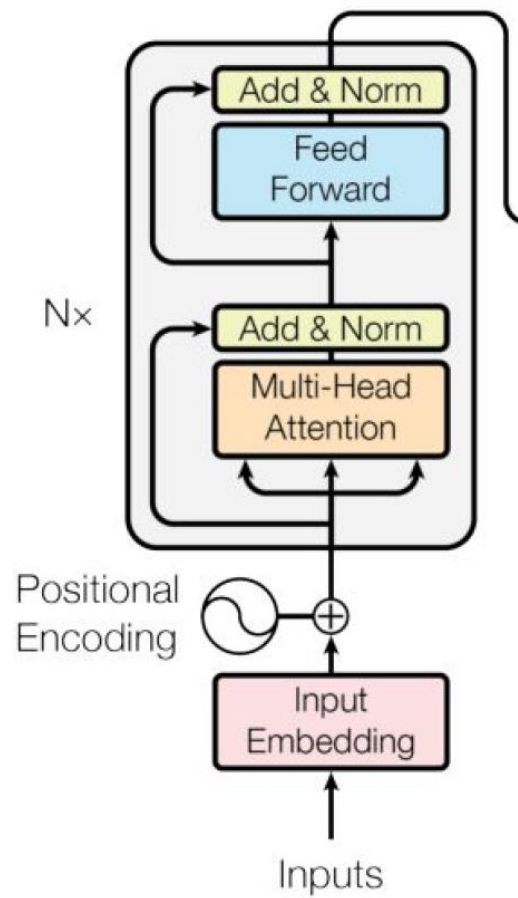 Add & Norm
Feed
Forward
Nx
Add & Norm
Multi-Head
Attention
Positional
Encoding
Input
Embedding
Inputs